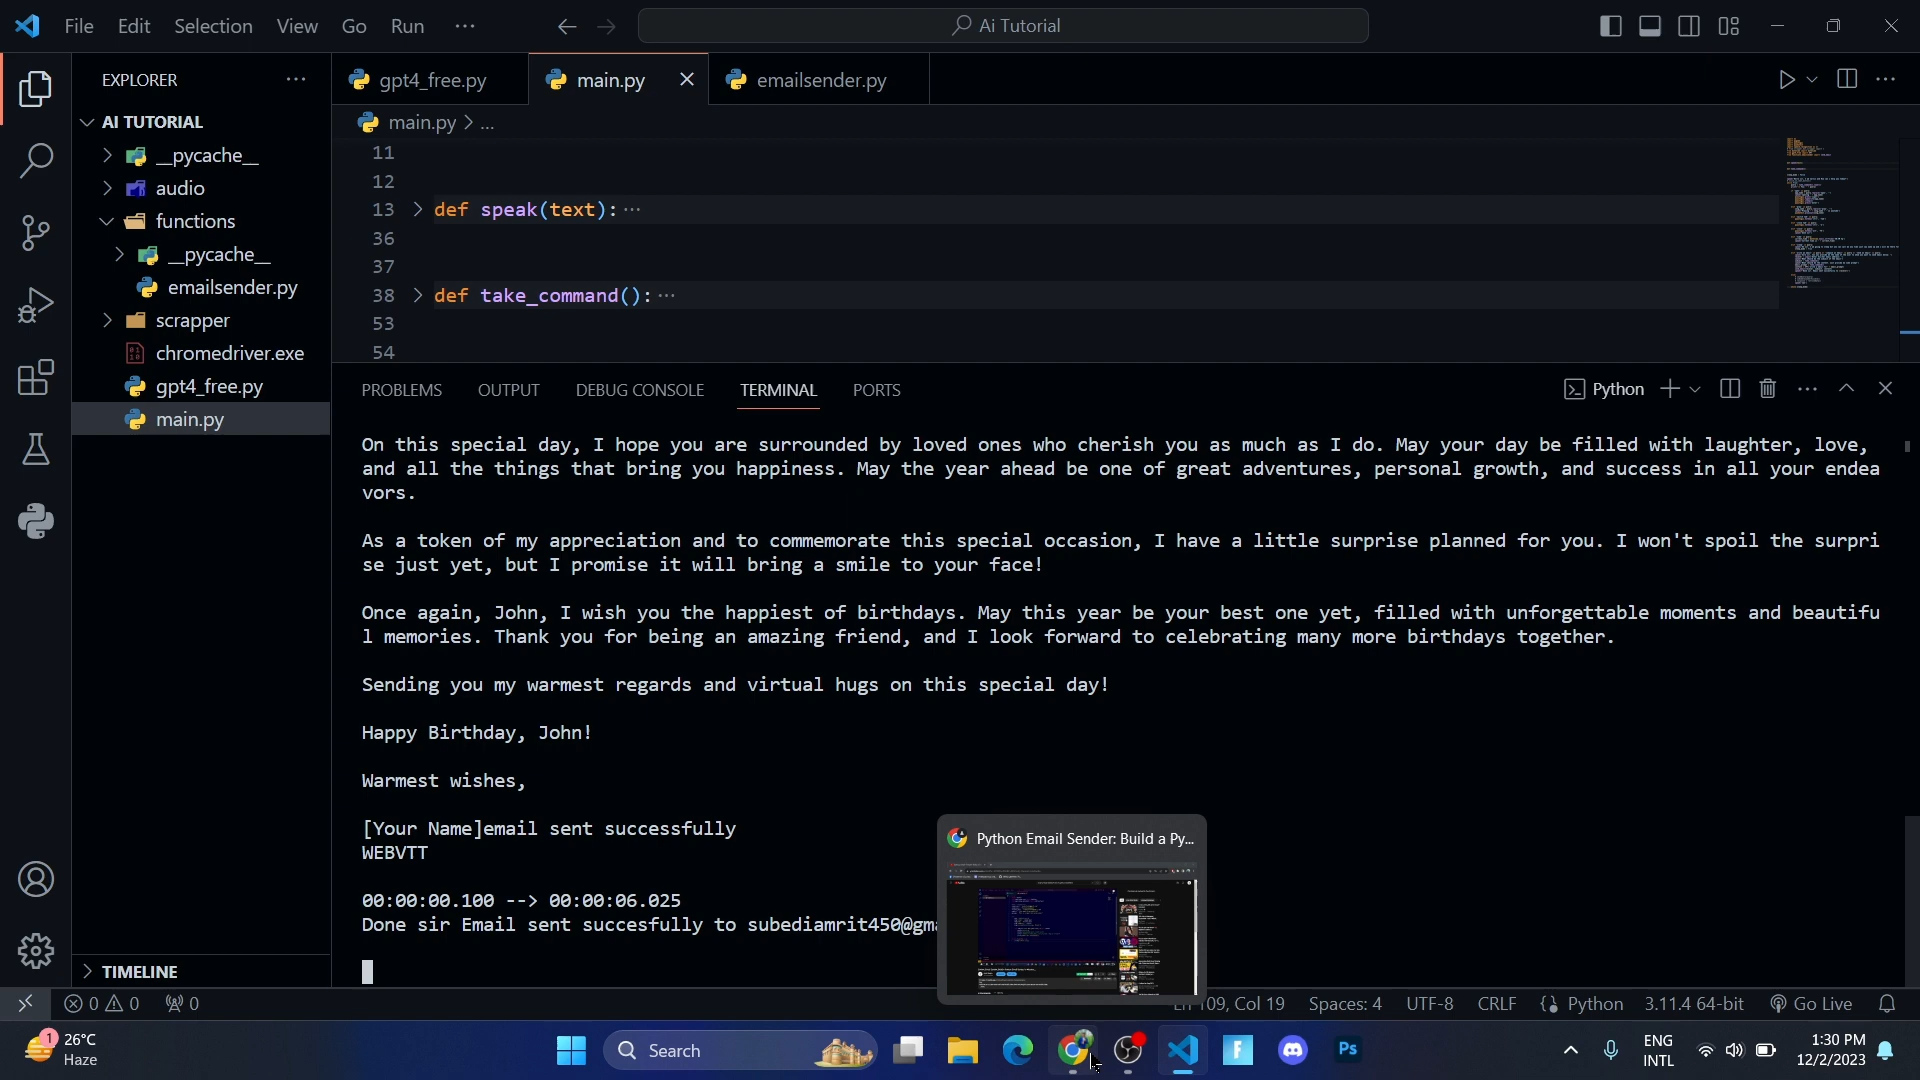 File Edit Selection View Go Run ···
Ai Tutorial
EXPLORER ···
gpt4_free.py
main.py
emailsender.py
AI TUTORIAL
__pycache__
audio
functions
__pycache__
emailsender.py
scrapper
chromedriver.exe
gpt4_free.py
main.py
TIMELINE
main.py > ...
11
12
13 > def speak(text): ···
36
37
38 > def take_command(): ···
53
54
PROBLEMS OUTPUT DEBUG CONSOLE TERMINAL PORTS
Python
On this special day, I hope you are surrounded by loved ones who cherish you as much as I do. May your day be filled with laughter, love,
and all the things that bring you happiness. May the year ahead be one of great adventures, personal growth, and success in all your endea
vors.
As a token of my appreciation and to commemorate this special occasion, I have a little surprise planned for you. I won't spoil the surpri
se just yet, but I promise it will bring a smile to your face!
Once again, John, I wish you the happiest of birthdays. May this year be your best one yet, filled with unforgettable moments and beautifu
l memories. Thank you for being an amazing friend, and I look forward to celebrating many more birthdays together.
Sending you my warmest regards and virtual hugs on this special day!
Happy Birthday, John!
Warmest wishes,
[Your Name]email sent successfully
WEBVTT
00:00:00.100 --> 00:00:06.025
Done sir Email sent succesfully to subediamrit450@gm
Python Email Sender: Build a Py...
0 0 0
Ln 109, Col 19 Spaces: 4 UTF-8 CRLF Python 3.11.4 64-bit Go Live
1
26°C
Haze
Search
Ps
ENG
INTL
1:30 PM
12/2/2023